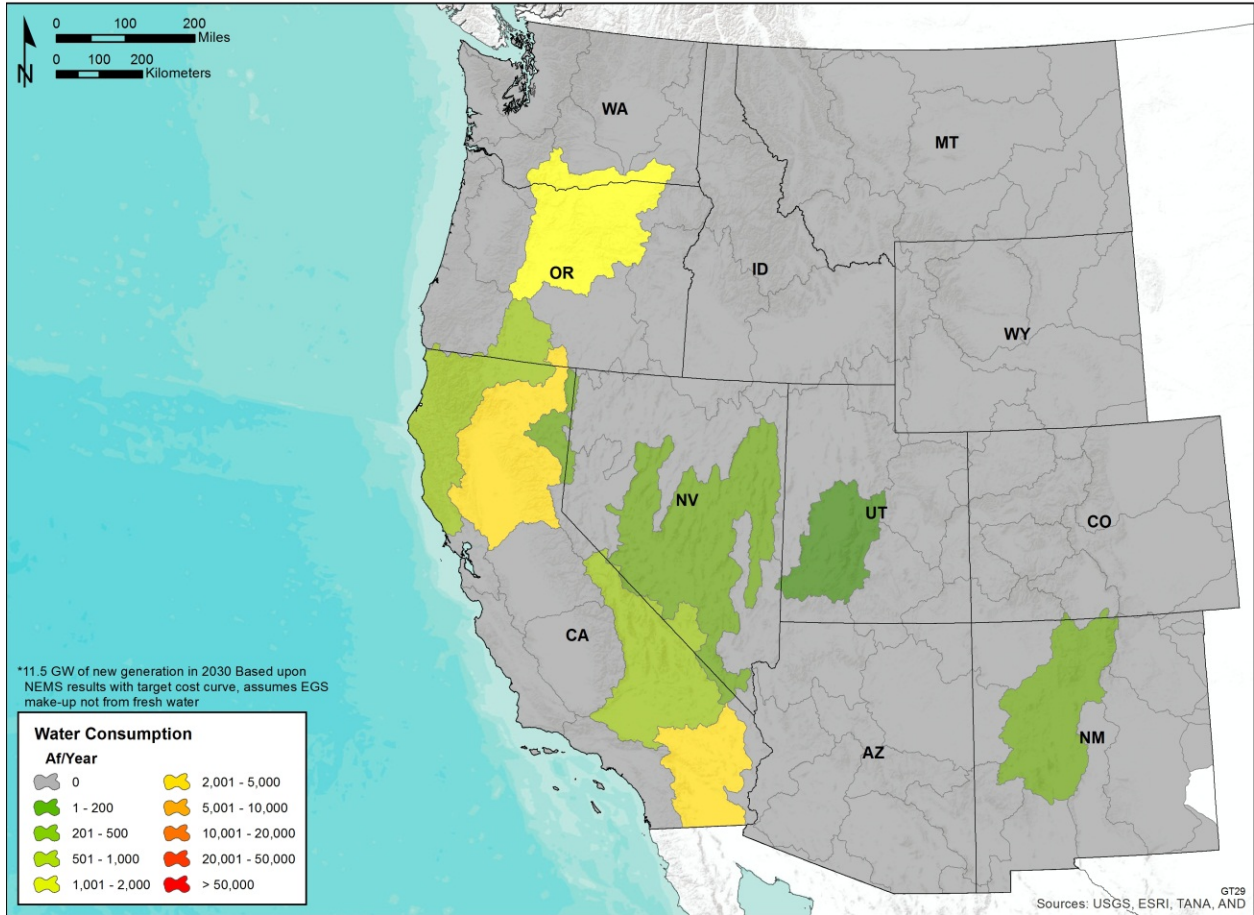 0 100 200
Miles
0 100 200
Kilometers
N
WA
MT
OR
ID
WY
NV
UT
CO
CA
AZ
NM
*11.5 GW of new generation in 2030 Based upon
NEMS results with target cost curve, assumes EGS
make-up not from fresh water
Water Consumption
Af/Year
0
1 - 200
201 - 500
501 - 1,000
1,001 - 2,000
2,001 - 5,000
5,001 - 10,000
10,001 - 20,000
20,001 - 50,000
> 50,000
GT29
Sources: USGS, ESRI, TANA, AND